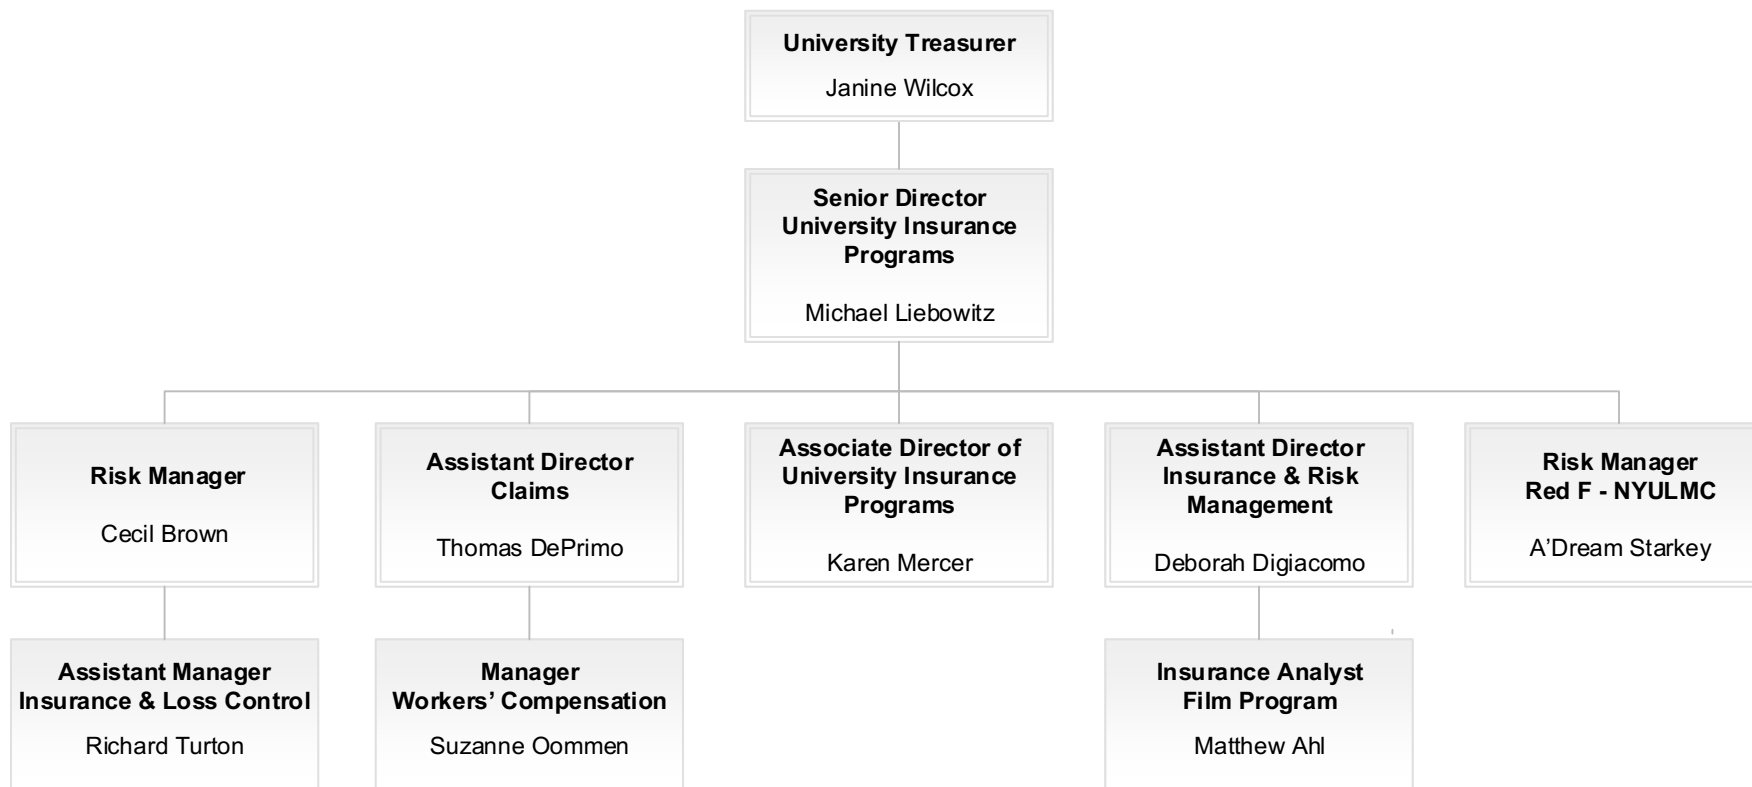 University Treasurer
Janine Wilcox
Senior Director
University Insurance
Programs
Michael Liebowitz
Risk Manager
Cecil Brown
Assistant Director
Claims
Thomas DePrimo
Associate Director of
University Insurance
Programs
Karen Mercer
Assistant Director
Insurance & Risk
Management
Deborah Digiacomo
Risk Manager
Red F - NYULMC
A’Dream Starkey
Assistant Manager
Insurance & Loss Control
Richard Turton
Manager
Workers’ Compensation
Suzanne Oommen
Insurance Analyst
Film Program
Matthew Ahl